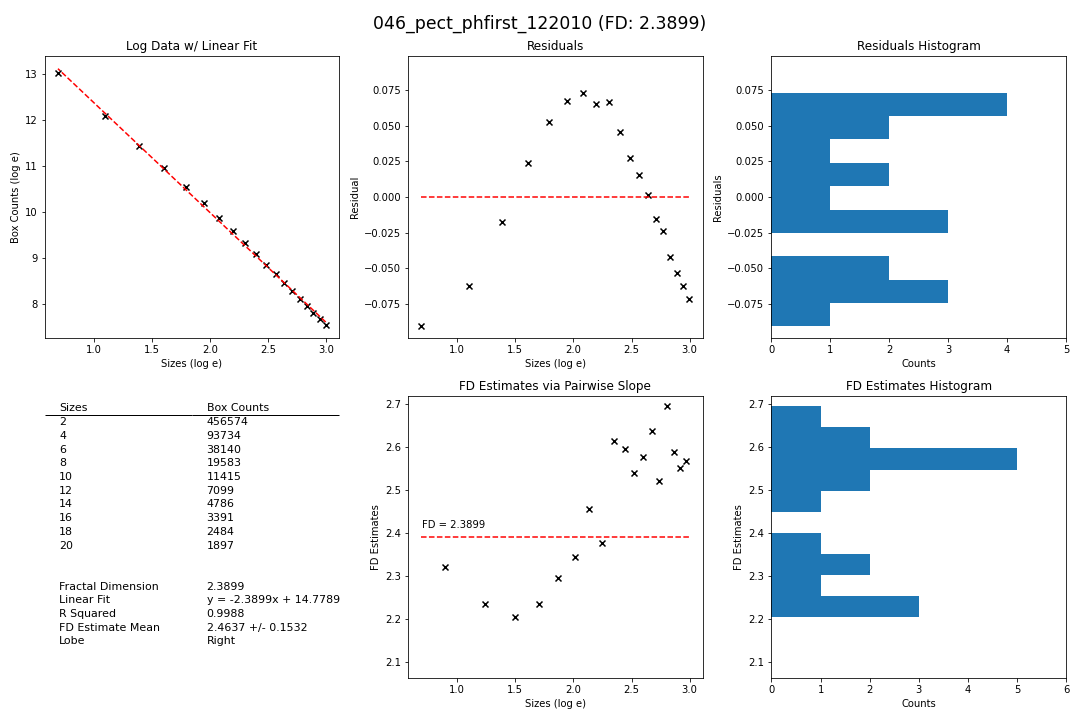 046_pect_phfirst_122010 (FD: 2.3899)
Log Data w/ Linear Fit
Box Counts (log e)
13
12
11
10
9
8
1.0 1.5 2.0 2.5 3.0
Sizes (log e)
Residuals
Residual
0.075
0.050
0.025
0.000
−0.025
−0.050
−0.075
1.0 1.5 2.0 2.5 3.0
Sizes (log e)
Residuals Histogram
Residuals
0.075
0.050
0.025
0.000
−0.025
−0.050
−0.075
0 1 2 3 4 5
Counts
Sizes Box Counts
2 456574
4 93734
6 38140
8 19583
10 11415
12 7099
14 4786
16 3391
18 2484
20 1897
Fractal Dimension 2.3899
Linear Fit y = -2.3899x + 14.7789
R Squared 0.9988
FD Estimate Mean 2.4637 +/- 0.1532
Lobe Right
FD Estimates via Pairwise Slope
FD Estimates
2.7
2.6
2.5
2.4
2.3
2.2
2.1
FD = 2.3899
1.0 1.5 2.0 2.5 3.0
Sizes (log e)
FD Estimates Histogram
FD Estimates
2.7
2.6
2.5
2.4
2.3
2.2
2.1
0 1 2 3 4 5 6
Counts